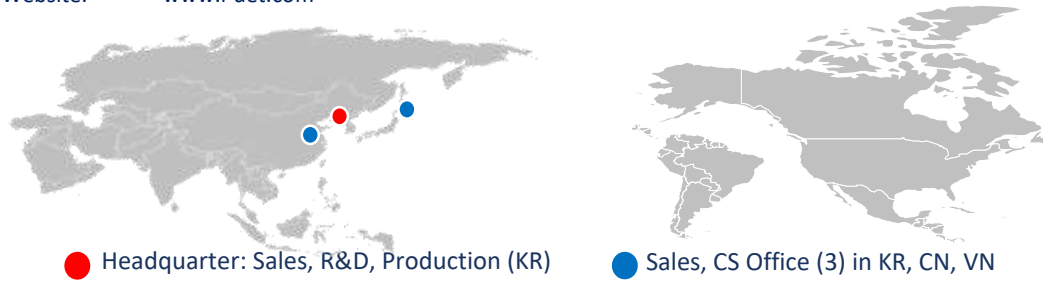 Headquarter: Sales, R&D, Production (KR)
Sales, CS Office (3) in KR, CN, VN